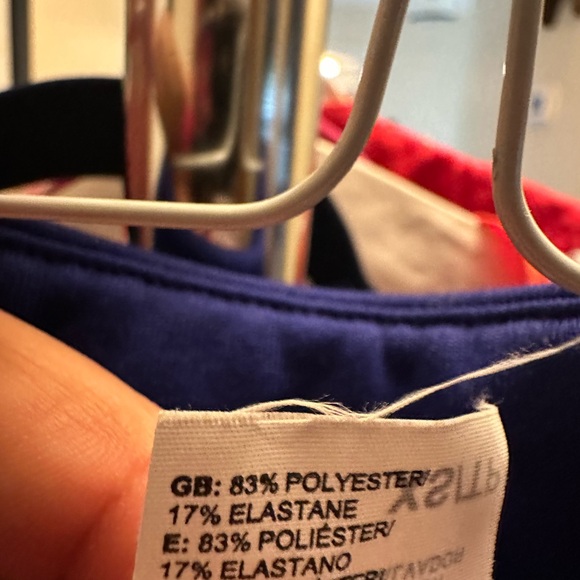 GB: 83% POLYESTER/
17% ELASTANE
E: 83% POLIÉSTER/
17% ELASTANO